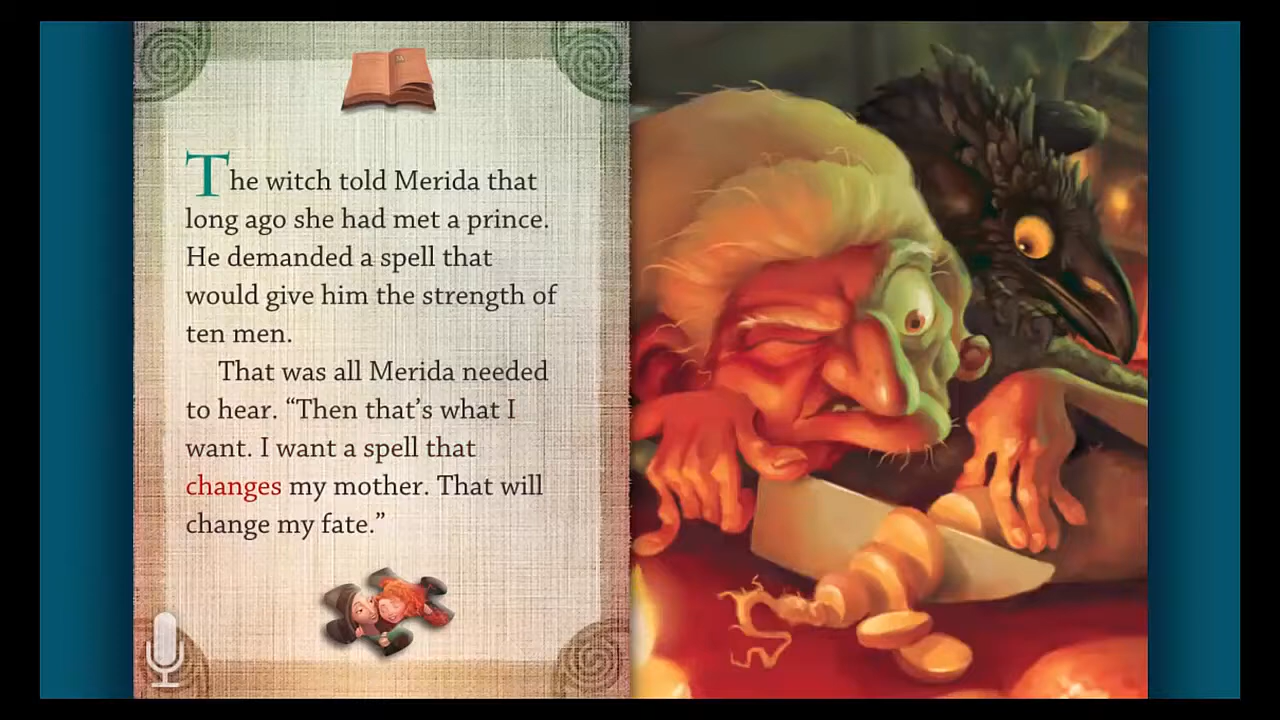 The witch told Merida that
long ago she had met a prince.
He demanded a spell that
would give him the strength of
ten men.
That was all Merida needed
to hear. “Then that’s what I
want. I want a spell that
changes my mother. That will
change my fate.”